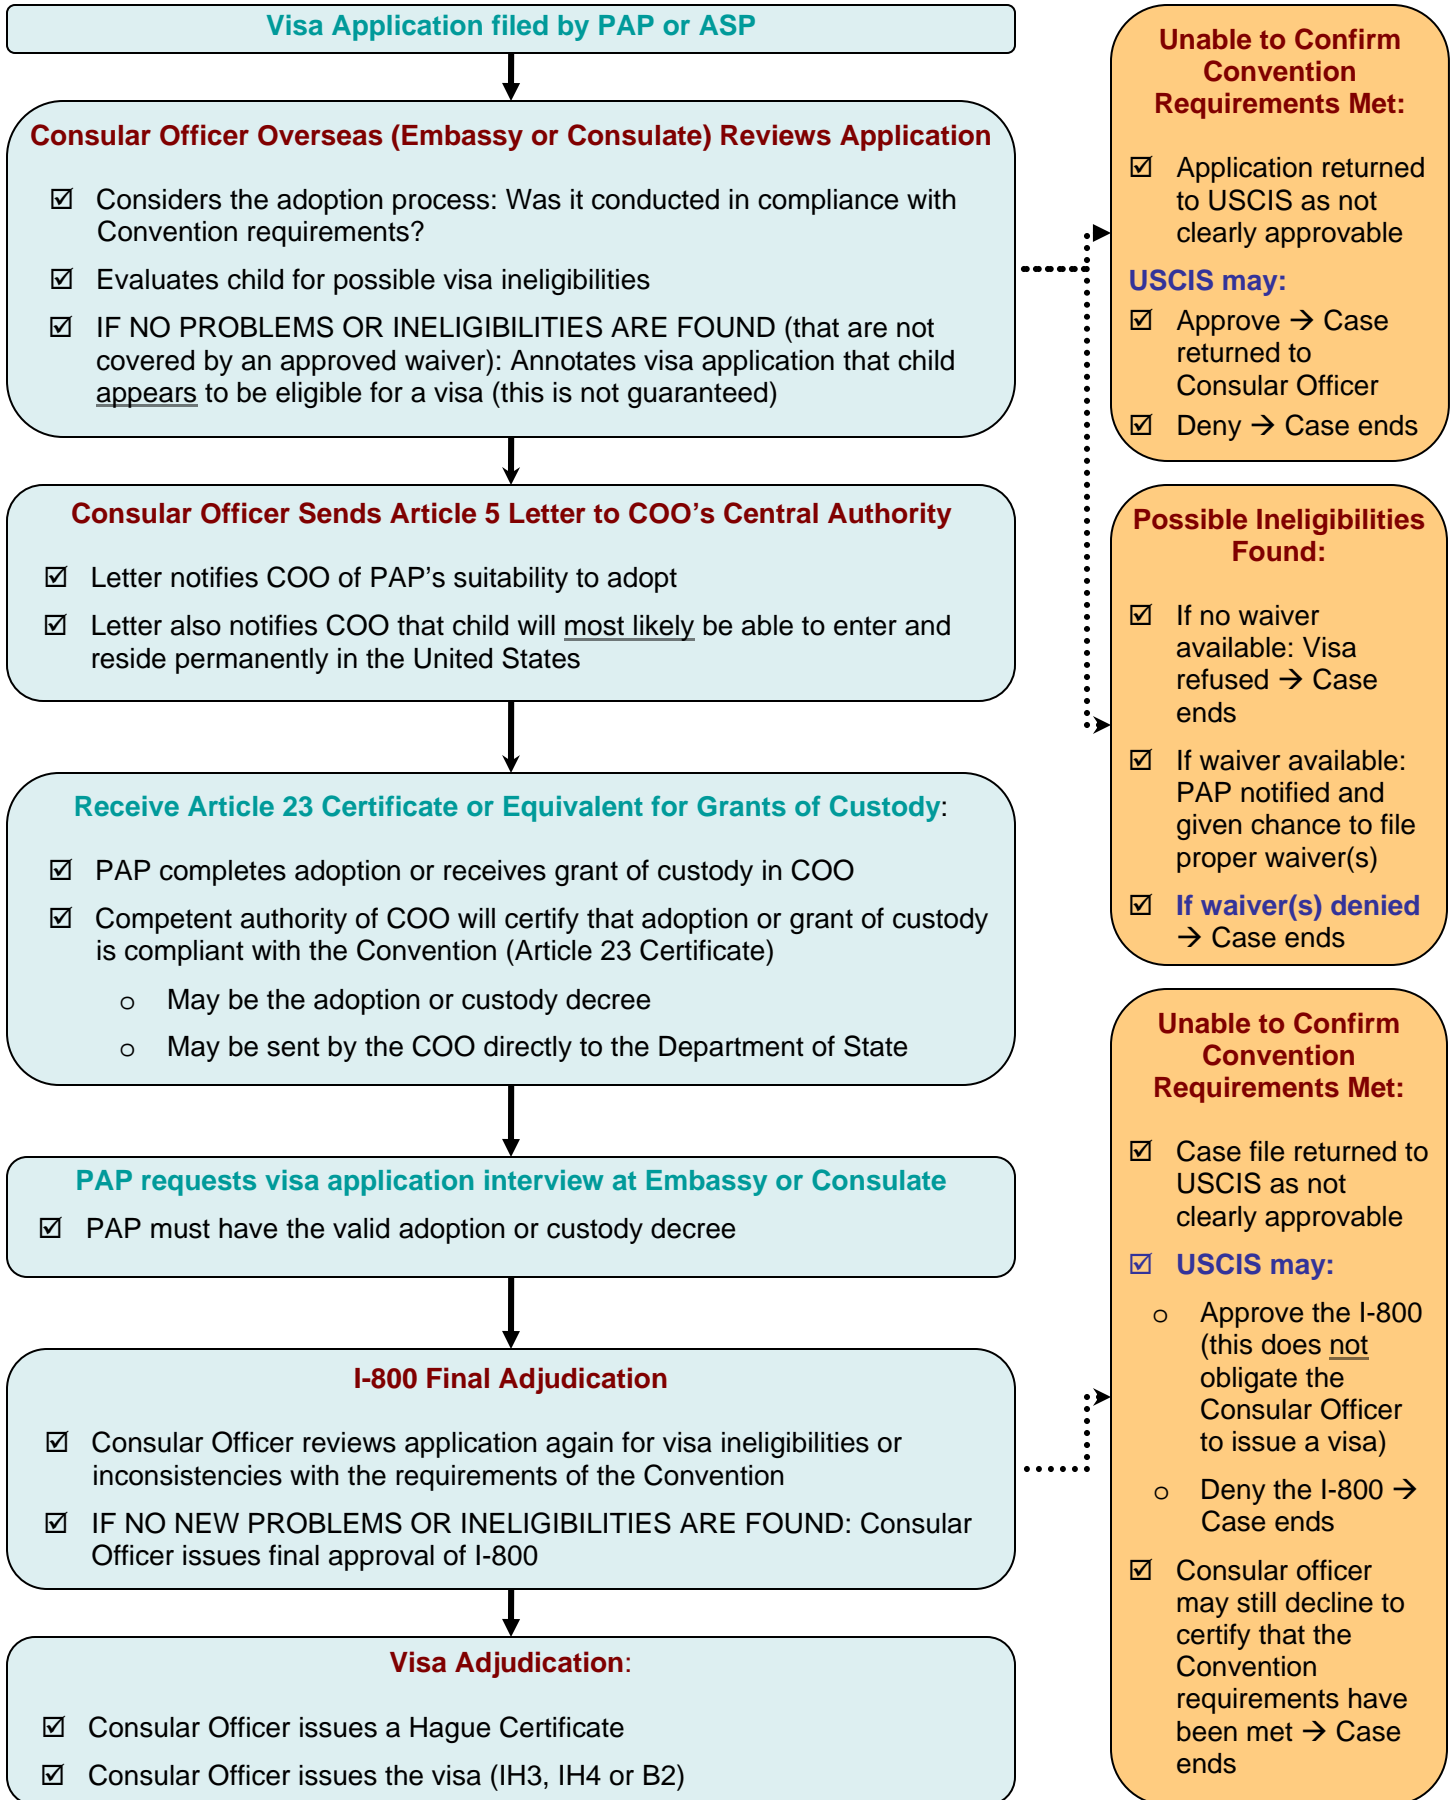 Visa Application filed by PAP or ASP
Consular Officer Overseas (Embassy or Consulate) Reviews Application
☑ Considers the adoption process: Was it conducted in compliance with
Convention requirements?
☑ Evaluates child for possible visa ineligibilities
☑ IF NO PROBLEMS OR INELIGIBILITIES ARE FOUND (that are not
covered by an approved waiver): Annotates visa application that child
appears to be eligible for a visa (this is not guaranteed)
Consular Officer Sends Article 5 Letter to COO's Central Authority
☑ Letter notifies COO of PAP's suitability to adopt
☑ Letter also notifies COO that child will most likely be able to enter and
reside permanently in the United States
Receive Article 23 Certificate or Equivalent for Grants of Custody:
☑ PAP completes adoption or receives grant of custody in COO
☑ Competent authority of COO will certify that adoption or grant of custody
is compliant with the Convention (Article 23 Certificate)
o May be the adoption or custody decree
o May be sent by the COO directly to the Department of State
PAP requests visa application interview at Embassy or Consulate
☑ PAP must have the valid adoption or custody decree
I-800 Final Adjudication
☑ Consular Officer reviews application again for visa ineligibilities or
inconsistencies with the requirements of the Convention
☑ IF NO NEW PROBLEMS OR INELIGIBILITIES ARE FOUND: Consular
Officer issues final approval of I-800
Visa Adjudication:
☑ Consular Officer issues a Hague Certificate
☑ Consular Officer issues the visa (IH3, IH4 or B2)
Unable to Confirm
Convention
Requirements Met:
☑ Application returned
to USCIS as not
clearly approvable
USCIS may:
☑ Approve → Case
returned to
Consular Officer
☑ Deny → Case ends
Possible Ineligibilities
Found:
☑ If no waiver
available: Visa
refused → Case
ends
☑ If waiver available:
PAP notified and
given chance to file
proper waiver(s)
☑ If waiver(s) denied
→ Case ends
Unable to Confirm
Convention
Requirements Met:
☑ Case file returned to
USCIS as not
clearly approvable
☑ USCIS may:
o Approve the I-800
(this does not
obligate the
Consular Officer
to issue a visa)
o Deny the I-800 →
Case ends
☑ Consular officer
may still decline to
certify that the
Convention
requirements have
been met → Case
ends